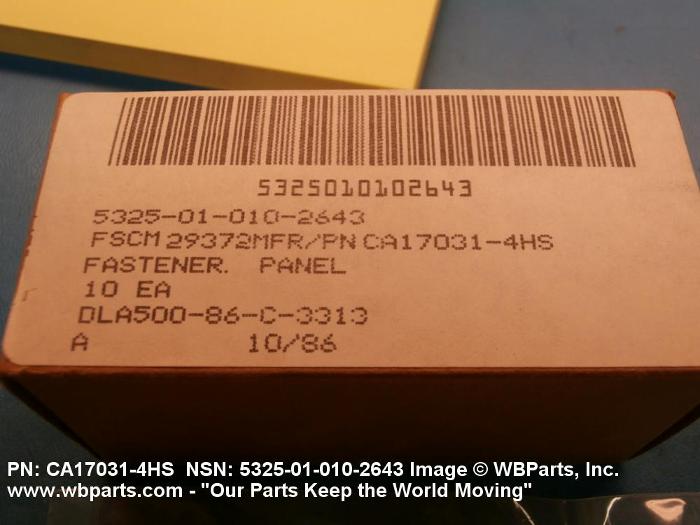 5325010102643
5325-01-010-2643
FSCM 29372MFR/PN CA17031-4HS
FASTENER. PANEL
10 EA
DLA500-86-C-3313
A 10/86
PN: CA17031-4HS NSN: 5325-01-010-2643 Image © WBParts, Inc.
www.wbparts.com - "Our Parts Keep the World Moving"